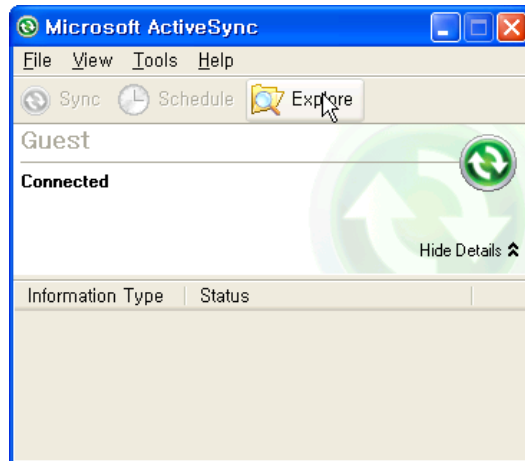 Microsoft ActiveSync
File View Tools Help
Sync Schedule Explore
Guest
Connected
Hide Details
Information Type Status